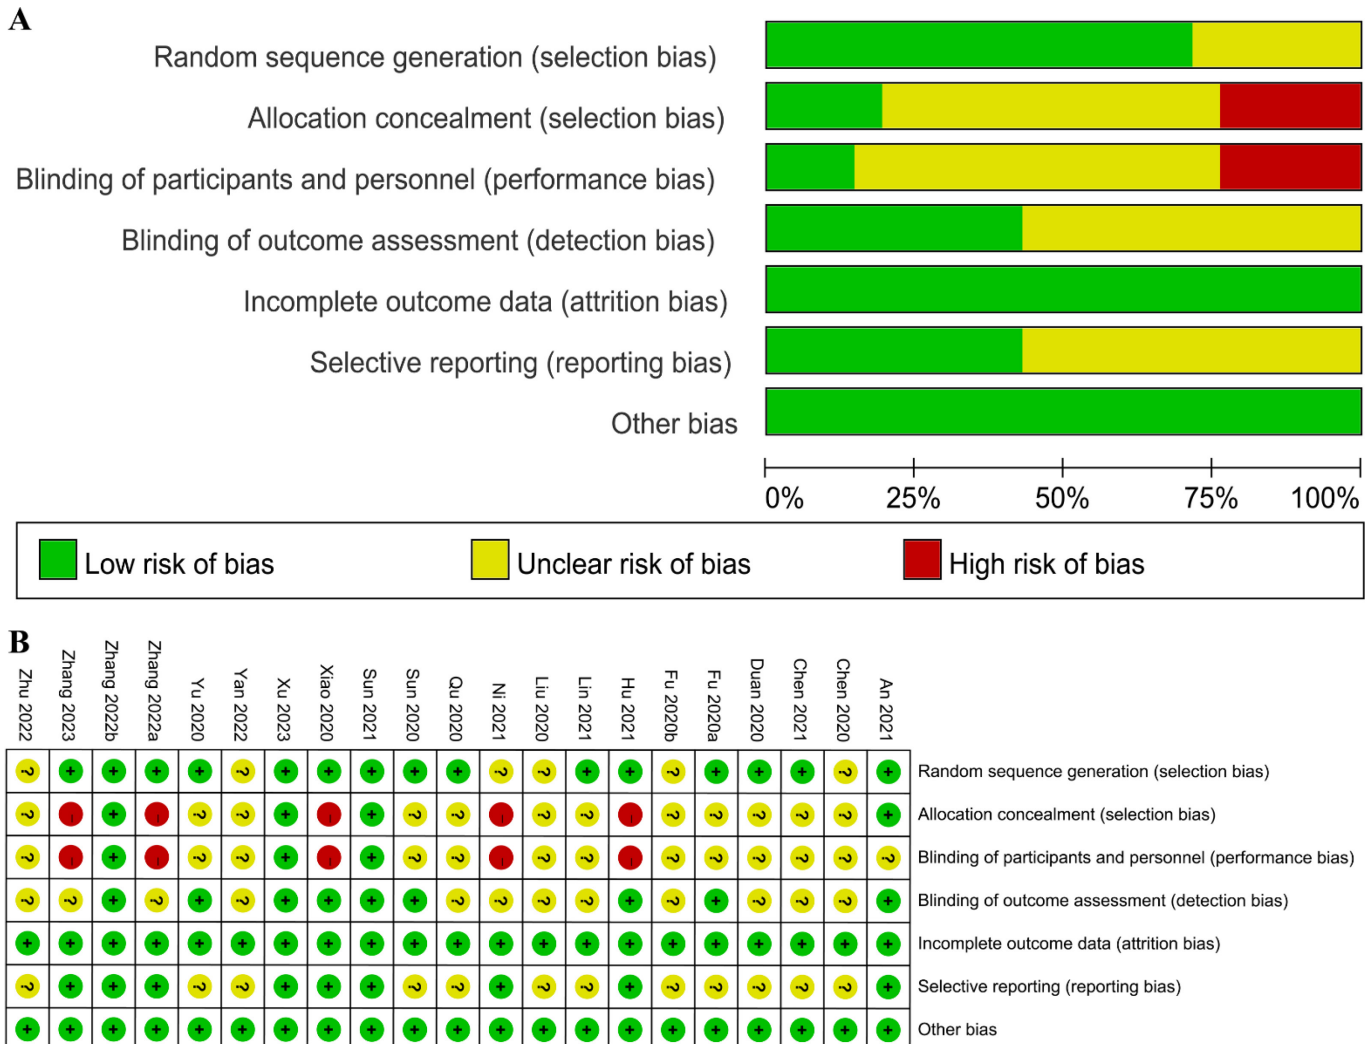 A
Random sequence generation (selection bias)
Allocation concealment (selection bias)
Blinding of participants and personnel (performance bias)
Blinding of outcome assessment (detection bias)
Incomplete outcome data (attrition bias)
Selective reporting (reporting bias)
Other bias
0% 25% 50% 75% 100%
Low risk of bias Unclear risk of bias High risk of bias
B
Zhu 2022
Zhang 2023
Zhang 2022b
Zhang 2022a
Yu 2020
Yan 2022
Xu 2023
Xiao 2020
Sun 2021
Sun 2020
Qu 2020
Ni 2021
Liu 2020
Lin 2021
Hu 2021
Fu 2020b
Fu 2020a
Duan 2020
Chen 2021
Chen 2020
An 2021
? + + + + ? + + + + + ? ? + + ? + + + ? + Random sequence generation (selection bias)
? - + - ? ? + - + ? ? - ? ? - ? ? ? ? ? + Allocation concealment (selection bias)
? - + - ? ? + - + ? ? - ? ? - ? ? ? ? ? ? Blinding of participants and personnel (performance bias)
? ? + ? + ? + + + + ? ? ? ? + ? + ? ? ? + Blinding of outcome assessment (detection bias)
+ + + + + + + + + + + + + + + + + + + + + Incomplete outcome data (attrition bias)
? + + + ? ? + + + ? ? + ? ? + ? ? ? ? ? + Selective reporting (reporting bias)
+ + + + + + + + + + + + + + + + + + + + + Other bias